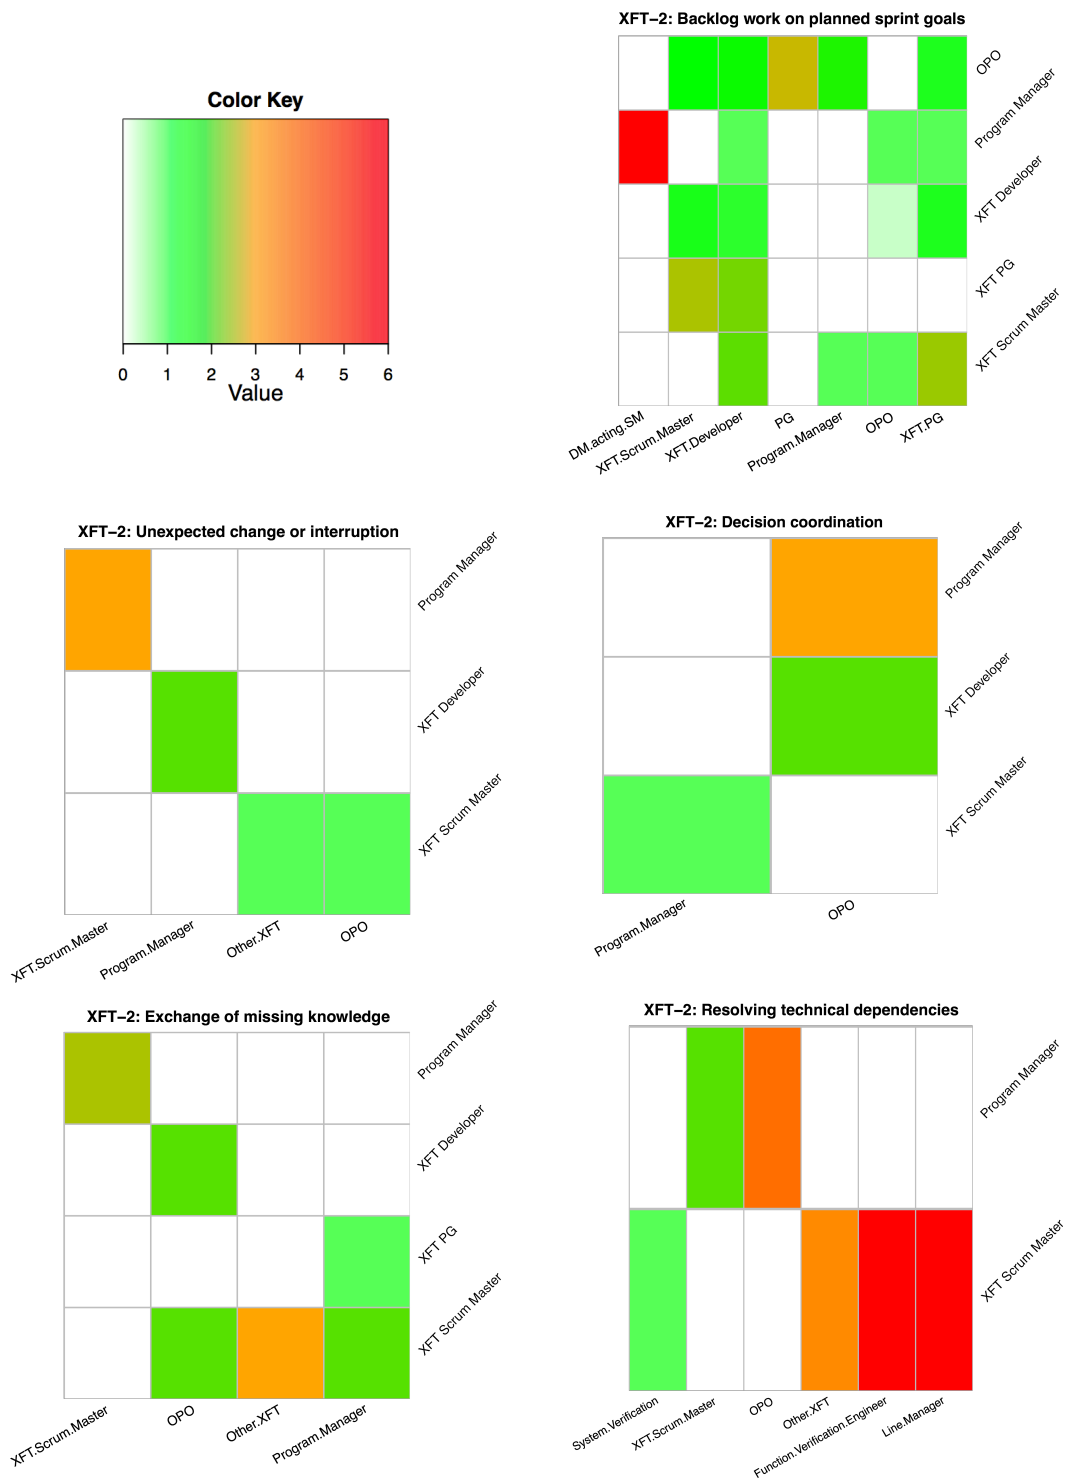 XFT−2: Backlog work on planned sprint goals
Color Key
0 1 2 3 4 5 6
Value
OPO
Program Manager
XFT Developer
XFT PG
XFT Scrum Master
DM.acting.SM
XFT.Scrum.Master
XFT.Developer
PG
Program.Manager
OPO
XFT.PG
XFT−2: Unexpected change or interruption
Program Manager
XFT Developer
XFT Scrum Master
XFT.Scrum.Master
Program.Manager
Other.XFT
OPO
XFT−2: Decision coordination
Program Manager
XFT Developer
XFT Scrum Master
Program.Manager
OPO
XFT−2: Exchange of missing knowledge
Program Manager
XFT Developer
XFT PG
XFT Scrum Master
XFT.Scrum.Master
OPO
Other.XFT
Program.Manager
XFT−2: Resolving technical dependencies
Program Manager
XFT Scrum Master
System.Verification
XFT.Scrum.Master
OPO
Other.XFT
Function.Verification.Engineer
Line.Manager